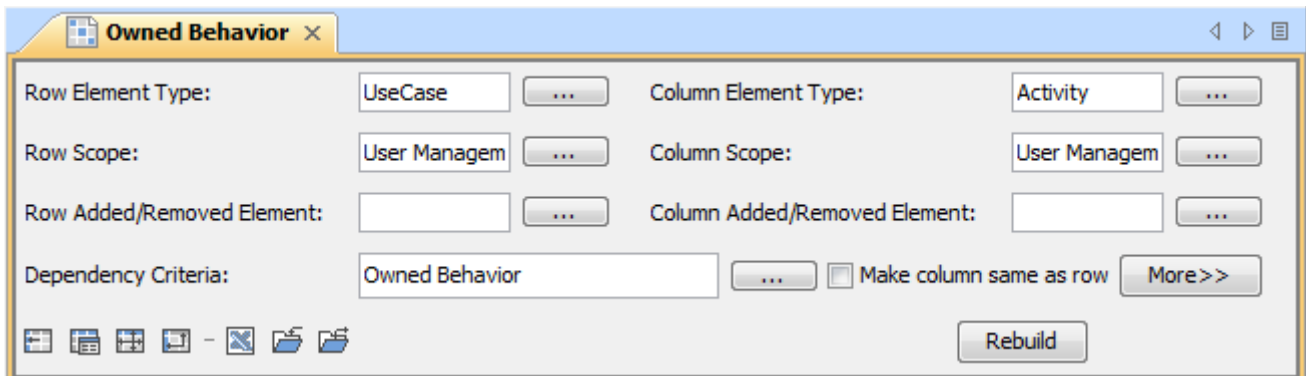 Owned Behavior
Row Element Type: UseCase ... Column Element Type: Activity ...
Row Scope: User Managem ... Column Scope: User Managem ...
Row Added/Removed Element: ... Column Added/Removed Element: ...
Dependency Criteria: Owned Behavior ... Make column same as row More>>
Rebuild